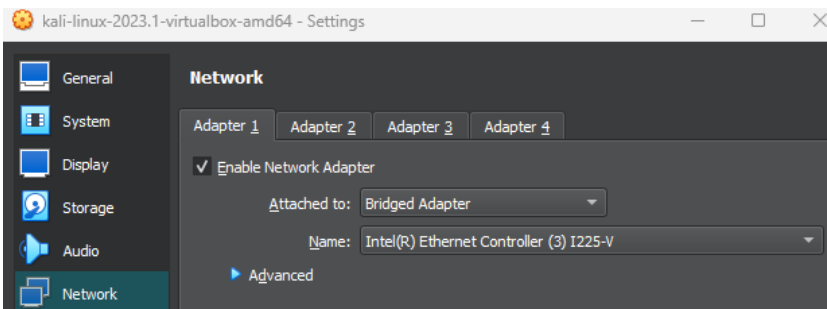 kali-linux-2023.1-virtualbox-amd64 - Settings
General
System
Display
Storage
Audio
Network
Network
Adapter 1 Adapter 2 Adapter 3 Adapter 4
Enable Network Adapter
Attached to: Bridged Adapter
Name: Intel(R) Ethernet Controller (3) I225-V
Advanced